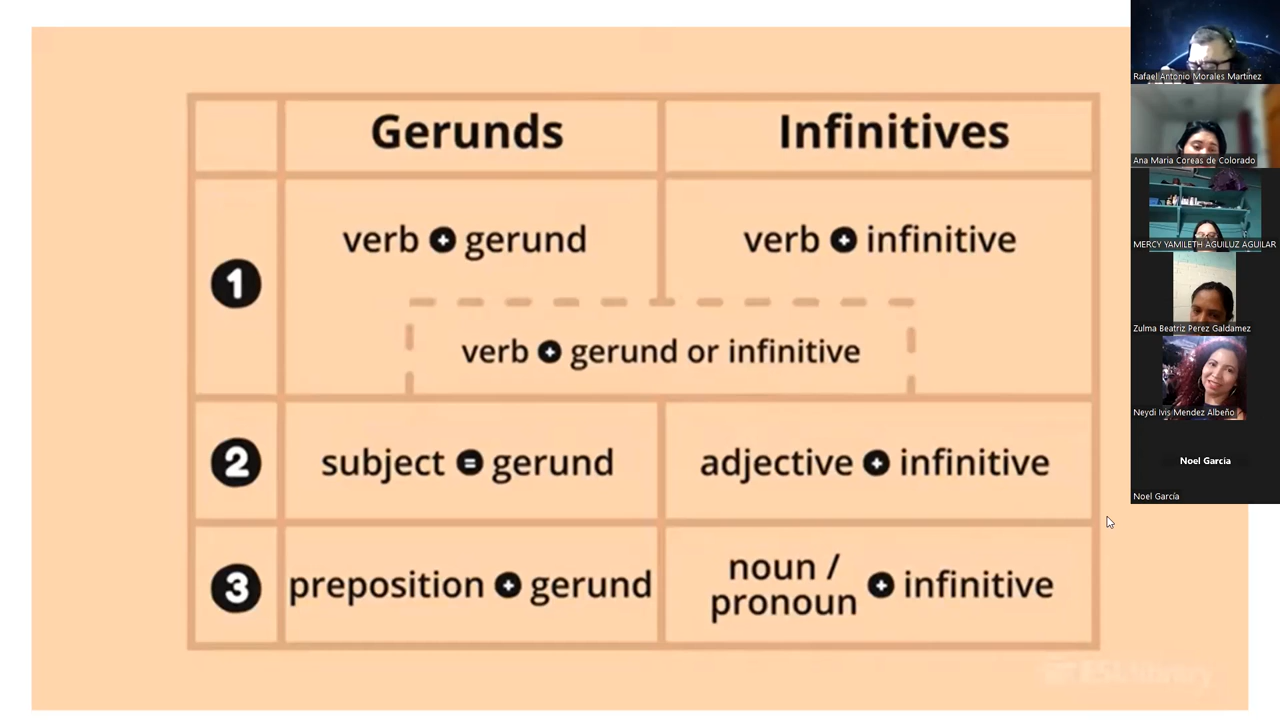 Gerunds Infinitives
1 verb + gerund verb + infinitive
verb + gerund or infinitive
2 subject = gerund adjective + infinitive
3 preposition + gerund noun / pronoun + infinitive
Rafael Antonio Morales Martinez
Ana Maria Coreas de Colorado
MERCY YAMILETH AGUILUZ AGUILAR
Zulma Beatriz Perez Galdamez
Neydi Ivis Mendez Albeño
Noel Garcia
Noel García